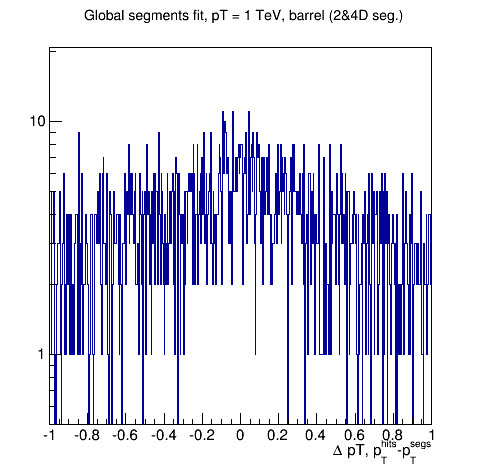 Global segments fit, pT = 1 TeV, barrel (2&4D seg.)
10
1
-1 -0.8 -0.6 -0.4 -0.2 0 0.2 0.4 0.6 0.8 1
Δ pT, p_T^hits-p_T^segs